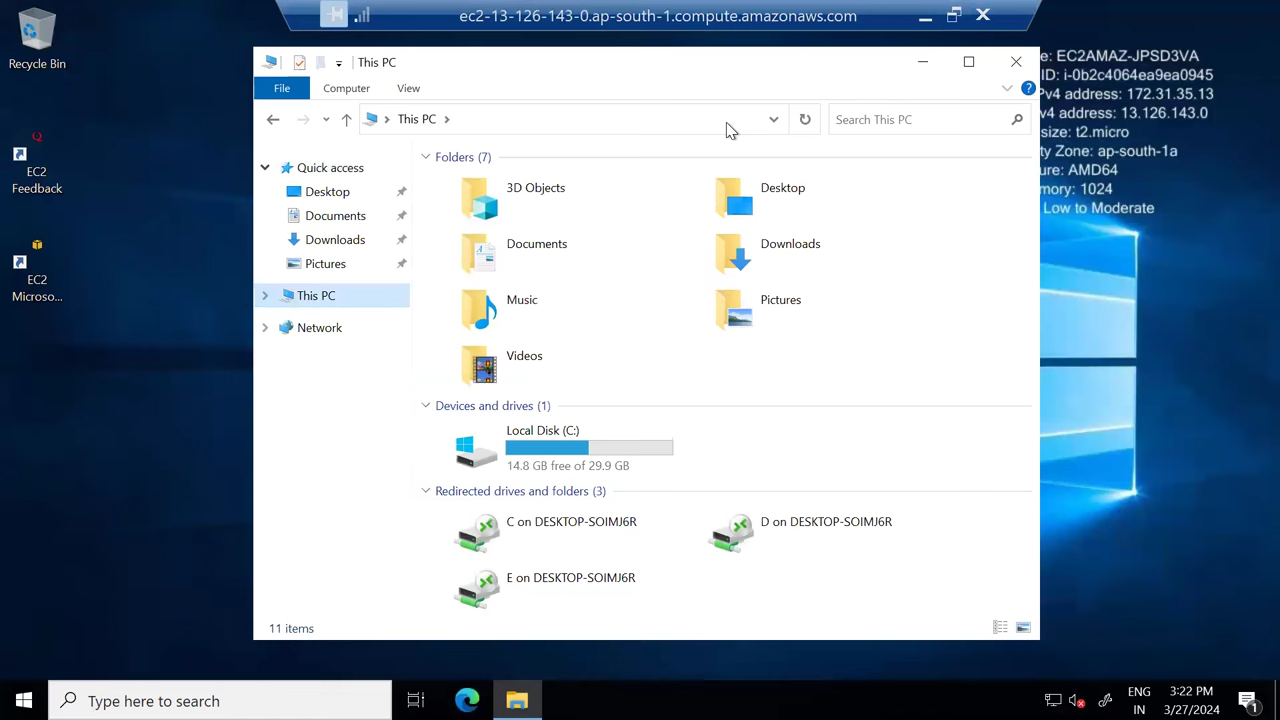 ec2-13-126-143-0.ap-south-1.compute.amazonaws.com
Recycle Bin
EC2
Feedback
EC2
Microso...
This PC
File
Computer
View
This PC
Search This PC
Quick access
Desktop
Documents
Downloads
Pictures
This PC
Network
Folders (7)
3D Objects
Desktop
Documents
Downloads
Music
Pictures
Videos
Devices and drives (1)
Local Disk (C:)
14.8 GB free of 29.9 GB
Redirected drives and folders (3)
C on DESKTOP-SOIMJ6R
D on DESKTOP-SOIMJ6R
E on DESKTOP-SOIMJ6R
11 items
e: EC2AMAZ-JPSD3VA
ID: i-0b2c4064ea9ea0945
Pv4 address: 172.31.35.13
Pv4 address: 13.126.143.0
size: t2.micro
ty Zone: ap-south-1a
ure: AMD64
mory: 1024
Low to Moderate
Type here to search
ENG
IN
3:22 PM
3/27/2024
1